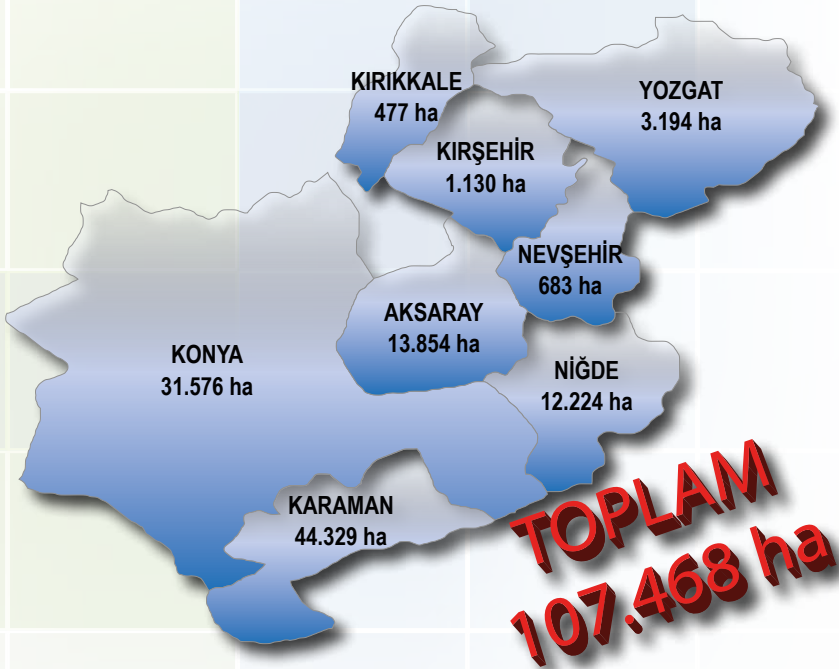 KIRIKKALE
477 ha
YOZGAT
3.194 ha
KIRŞEHİR
1.130 ha
NEVŞEHİR
683 ha
AKSARAY
13.854 ha
KONYA
31.576 ha
NİĞDE
12.224 ha
KARAMAN
44.329 ha
TOPLAM
107.468 ha